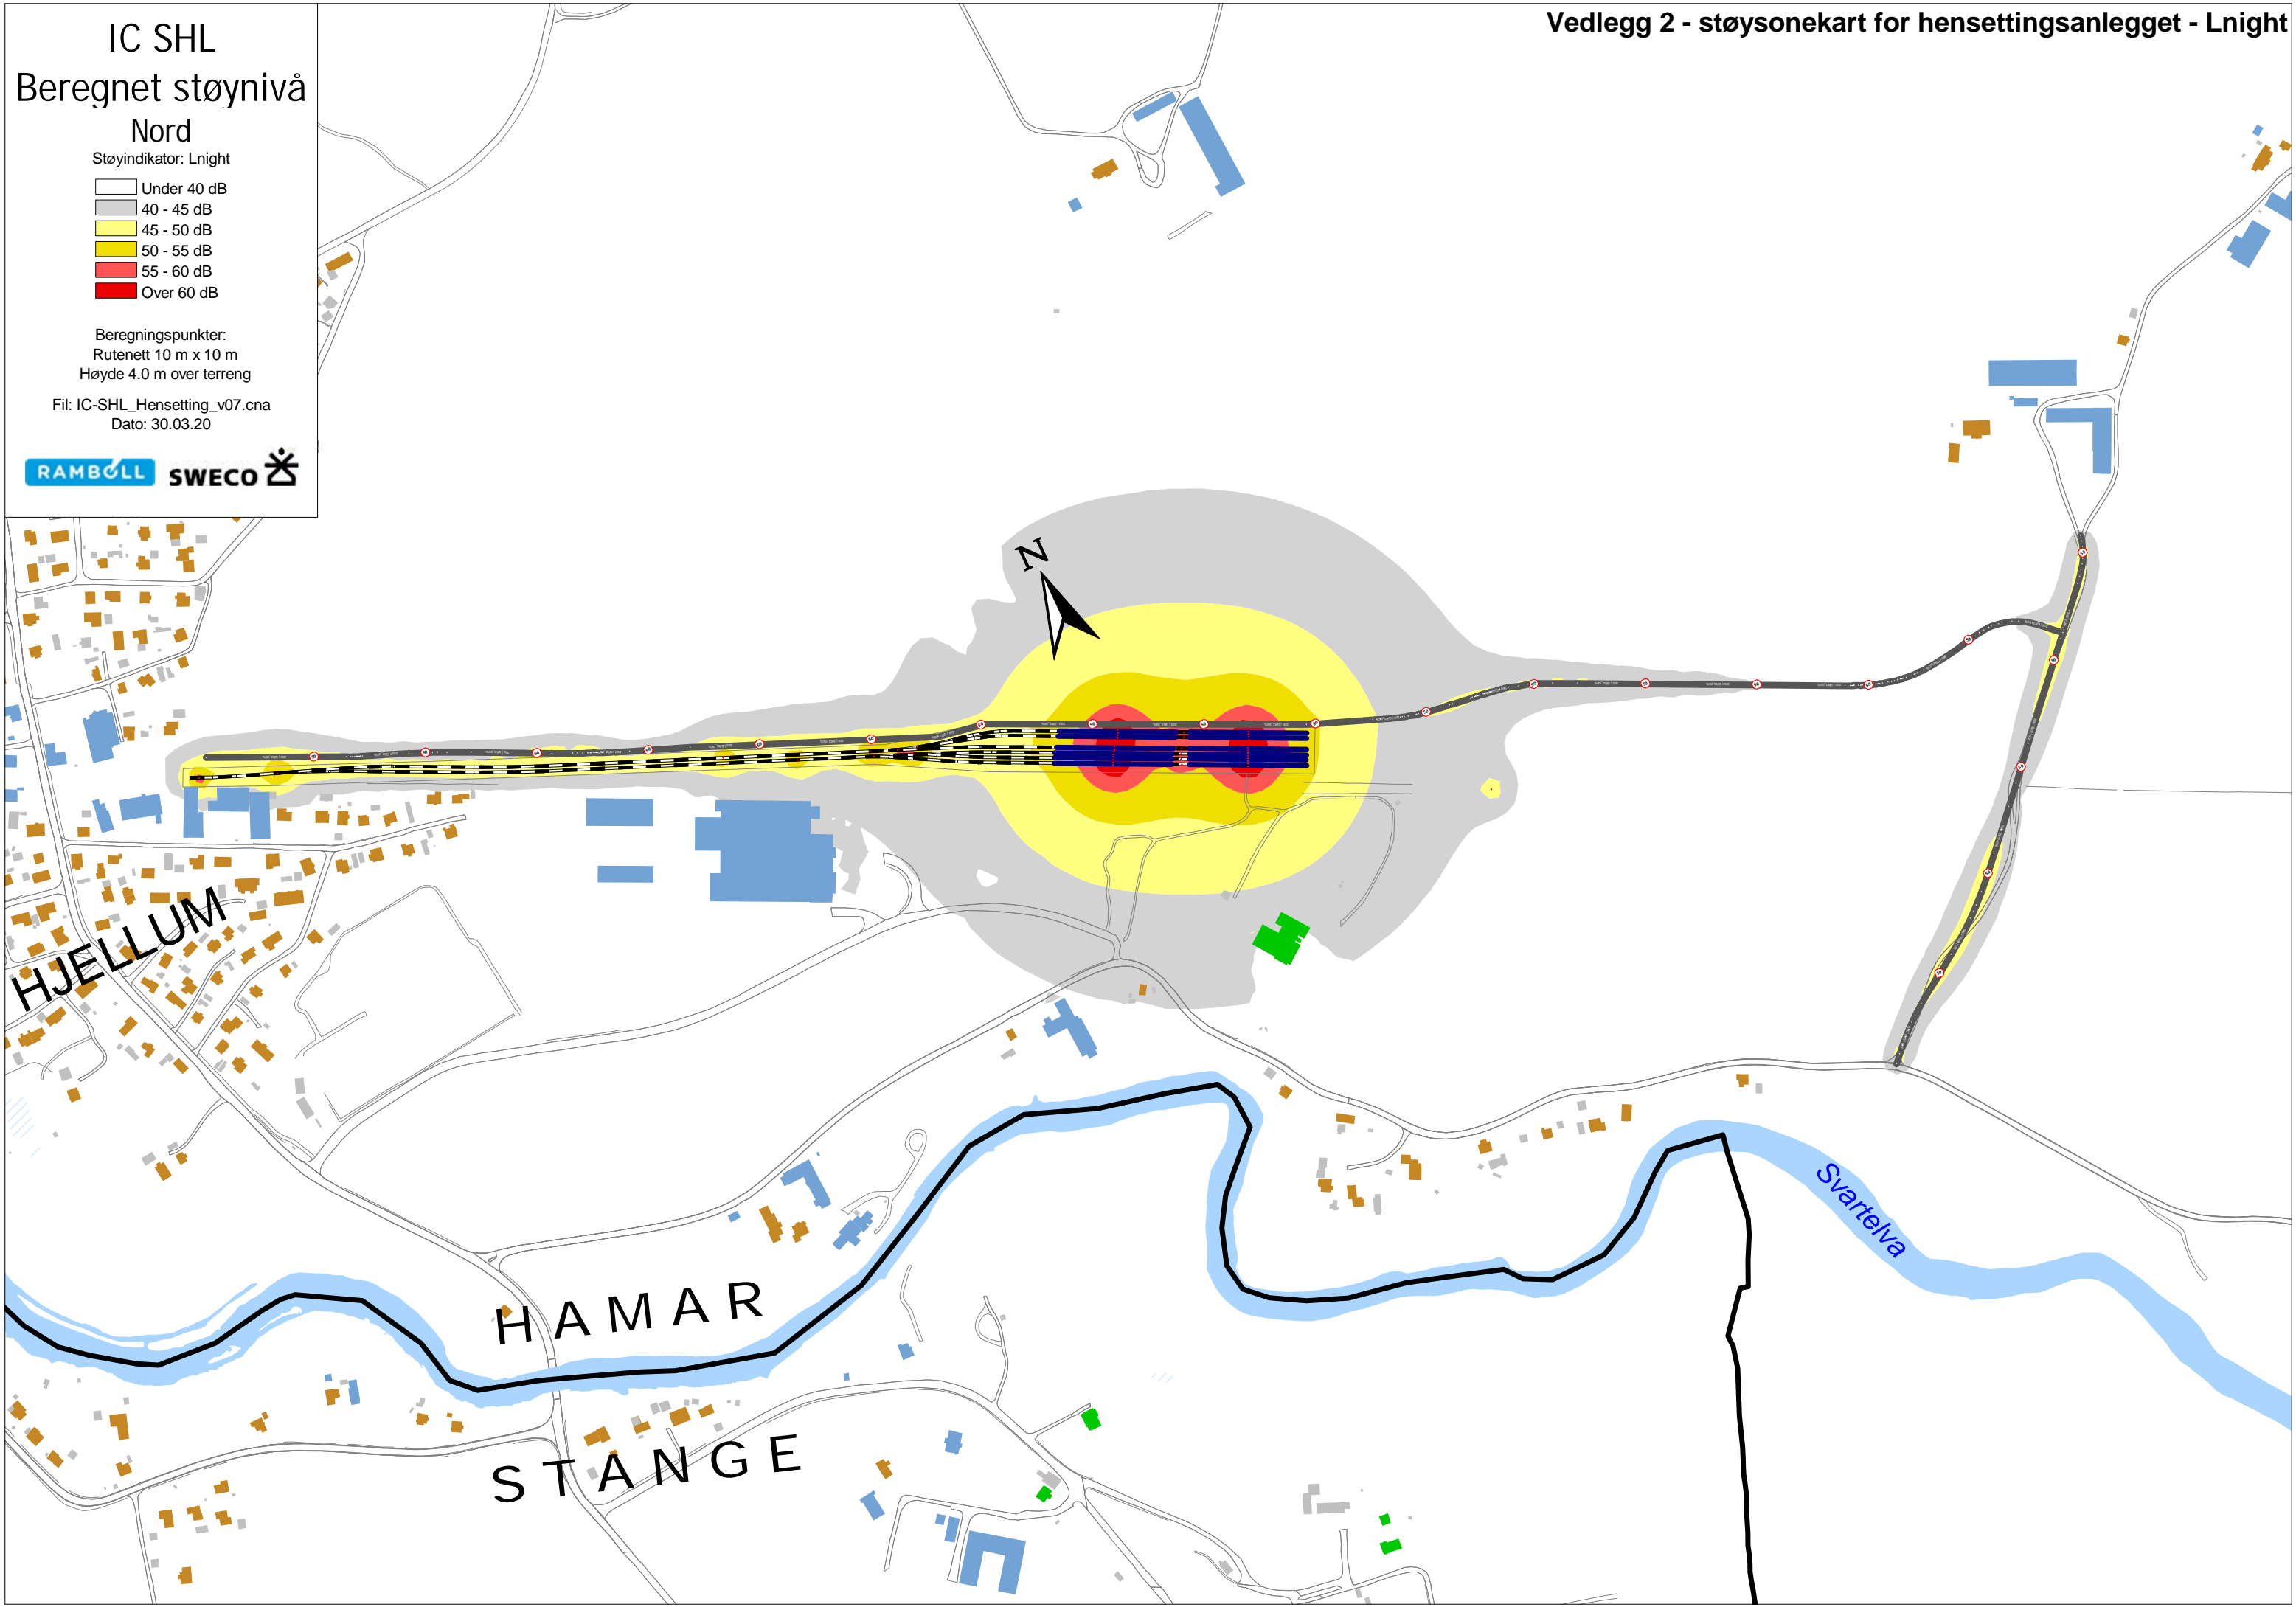 Vedlegg 2 - støysonekart for hensettingsanlegget - Lnight
IC SHL
Beregnet støynivå
Nord
Støyindikator: Lnight
Under 40 dB
40 - 45 dB
45 - 50 dB
50 - 55 dB
55 - 60 dB
Over 60 dB
Beregningspunkter:
Rutenett 10 m x 10 m
Høyde 4.0 m over terreng
Fil: IC-SHL_Hensetting_v07.cna
Dato: 30.03.20
RAMBOLL
SWECO
N
HJELLUM
HAMAR
STANGE
Svartelva